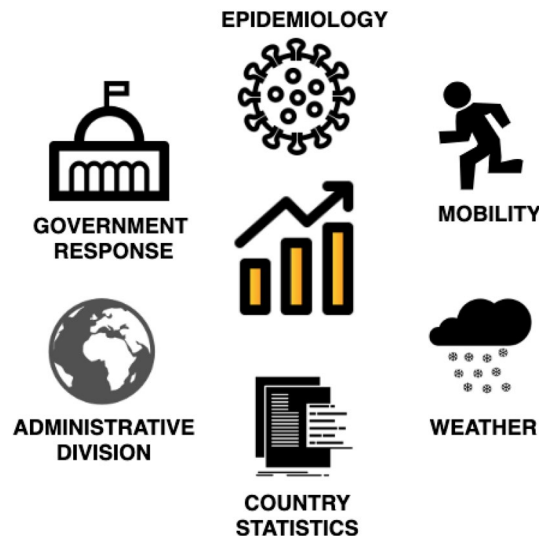 EPIDEMIOLOGY
GOVERNMENT
RESPONSE
MOBILITY
ADMINISTRATIVE
DIVISION
WEATHER
COUNTRY
STATISTICS